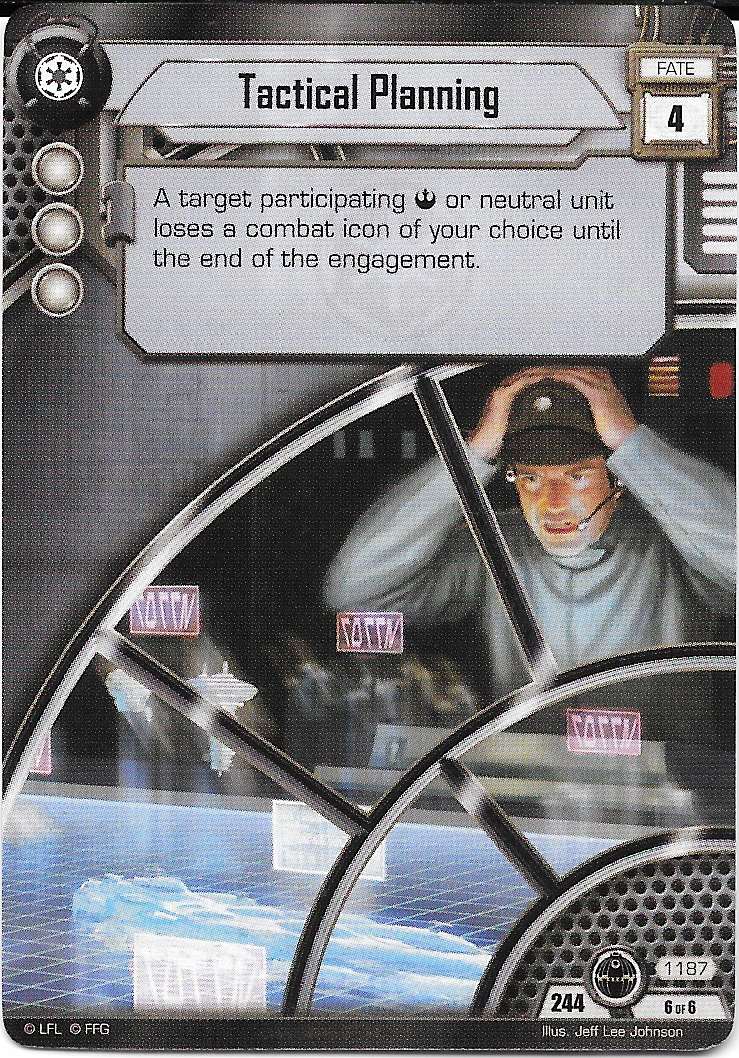 Tactical Planning
FATE
4
A target participating or neutral unit
loses a combat icon of your choice until
the end of the engagement.
1187
244
6 OF 6
© LFL © FFG
Illus. Jeff Lee Johnson